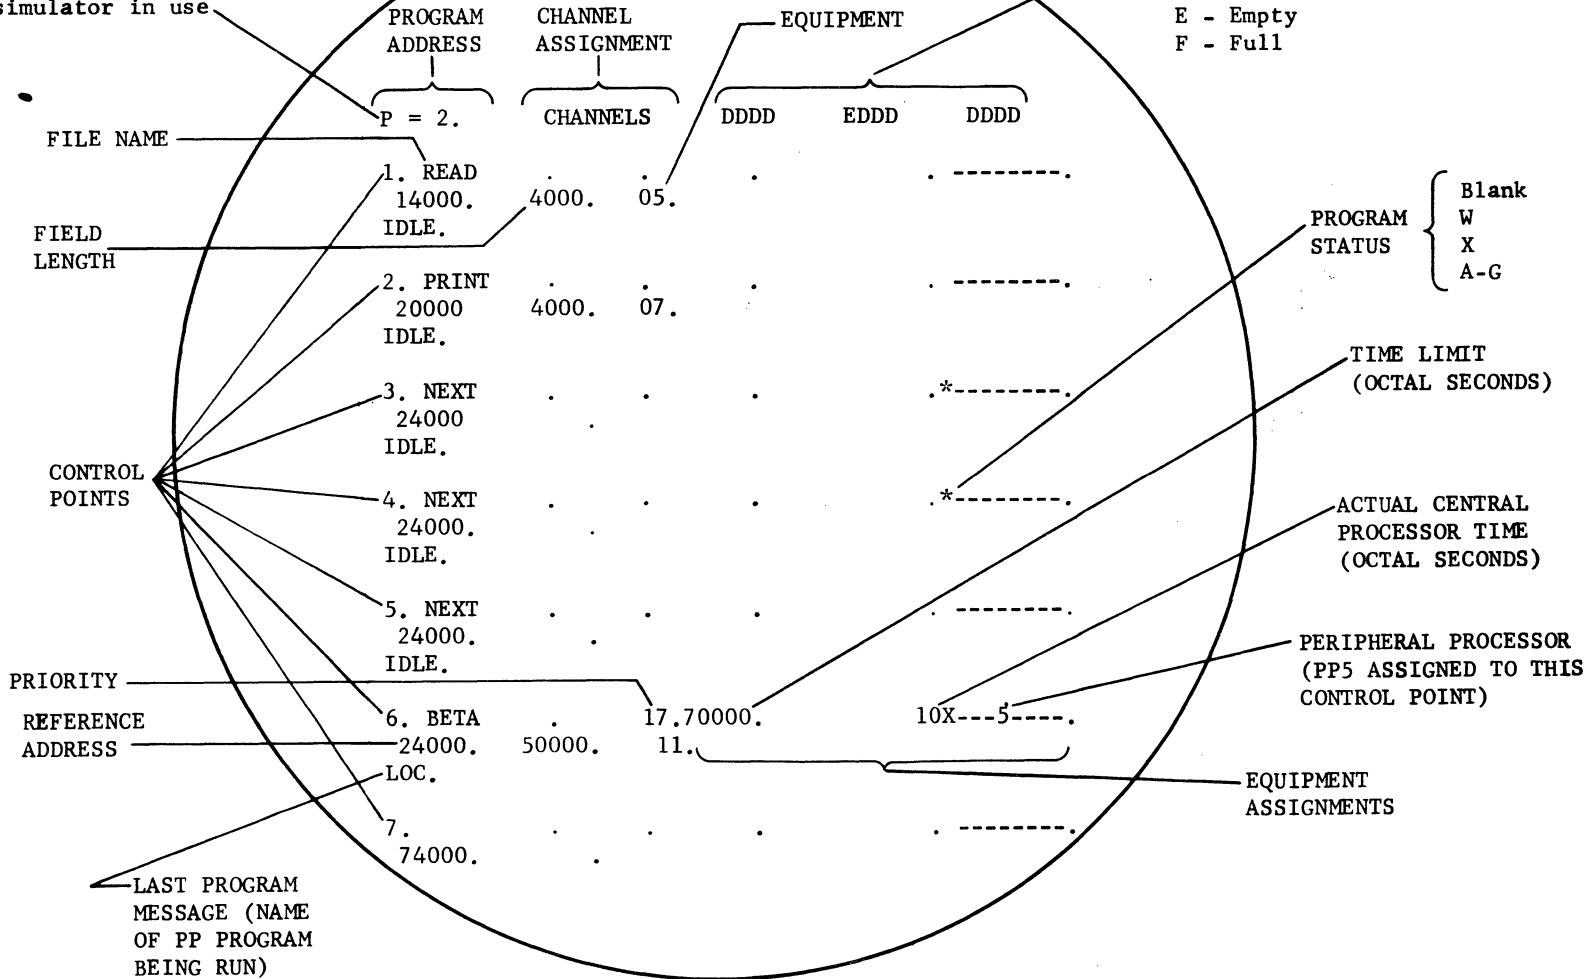 simulator in use
PROGRAM ADDRESS
CHANNEL ASSIGNMENT
EQUIPMENT
E - Empty
F - Full
P = 2. CHANNELS DDDD EDDD DDDD
FILE NAME
1. READ . . . . --------.
14000. 4000. 05.
IDLE.
FIELD LENGTH
PROGRAM STATUS
Blank
W
X
A-G
2. PRINT . . . . --------.
20000 4000. 07.
IDLE.
TIME LIMIT
(OCTAL SECONDS)
3. NEXT . . . .*--------.
24000 .
IDLE.
CONTROL POINTS
4. NEXT . . . .*--------.
24000. .
IDLE.
ACTUAL CENTRAL
PROCESSOR TIME
(OCTAL SECONDS)
5. NEXT . . . . --------.
24000. .
IDLE.
PERIPHERAL PROCESSOR
(PP5 ASSIGNED TO THIS
CONTROL POINT)
PRIORITY
6. BETA . 17.70000. 10X---5----.
REFERENCE ADDRESS
24000. 50000. 11.
LOC.
EQUIPMENT
ASSIGNMENTS
7. . . . . --------.
74000. .
LAST PROGRAM
MESSAGE (NAME
OF PP PROGRAM
BEING RUN)